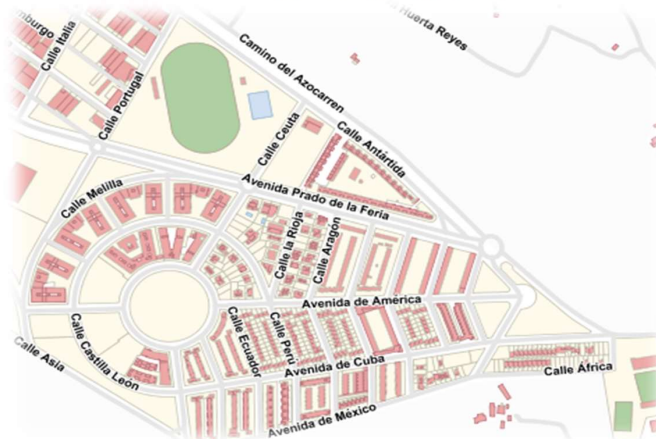 Huerta Reyes
Calle Italia
Camino del Azocarren
Calle Portugal
Calle Ceuta
Calle Antártida
Calle Melilla
Avenida Prado de la Feria
Calle la Rioja
Calle Aragón
Avenida de América
Calle Ecuador
Calle Perú
Calle Castilla León
Calle Asia
Avenida de Cuba
Calle África
Avenida de México